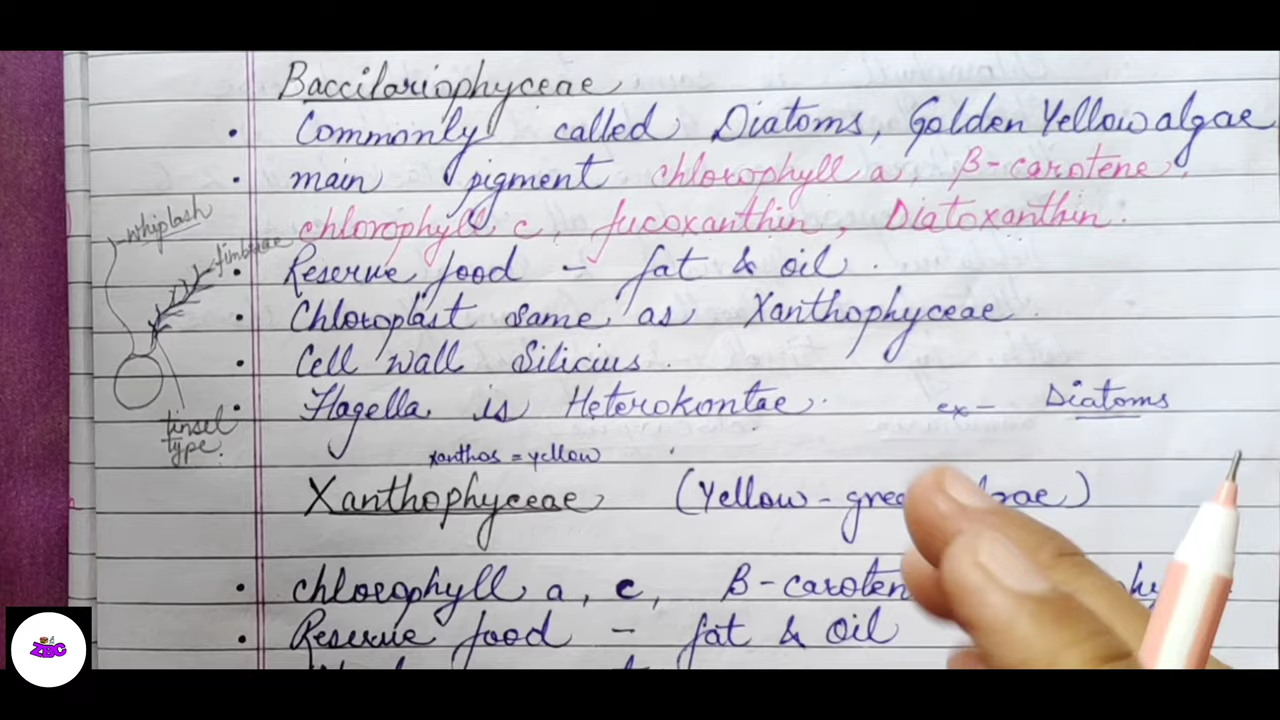 Baccilariophyceae
• Commonly called Diatoms, Golden Yellow algae
• main pigment chlorophyll a, β-carotene,
chlorophyll c, fucoxanthin, Diatoxanthin.
whiplash
fimbriae
• Reserve food - fat & oil.
• Chloroplast same as Xanthophyceae.
• Cell wall Silicius.
• Flagella is Heterokontae. ex- Diatoms
tinsel
type.
xanthos = yellow
Xanthophyceae (Yellow-
• chlorophyll a, c,
• Reserve food - fat & Oil
ZBC